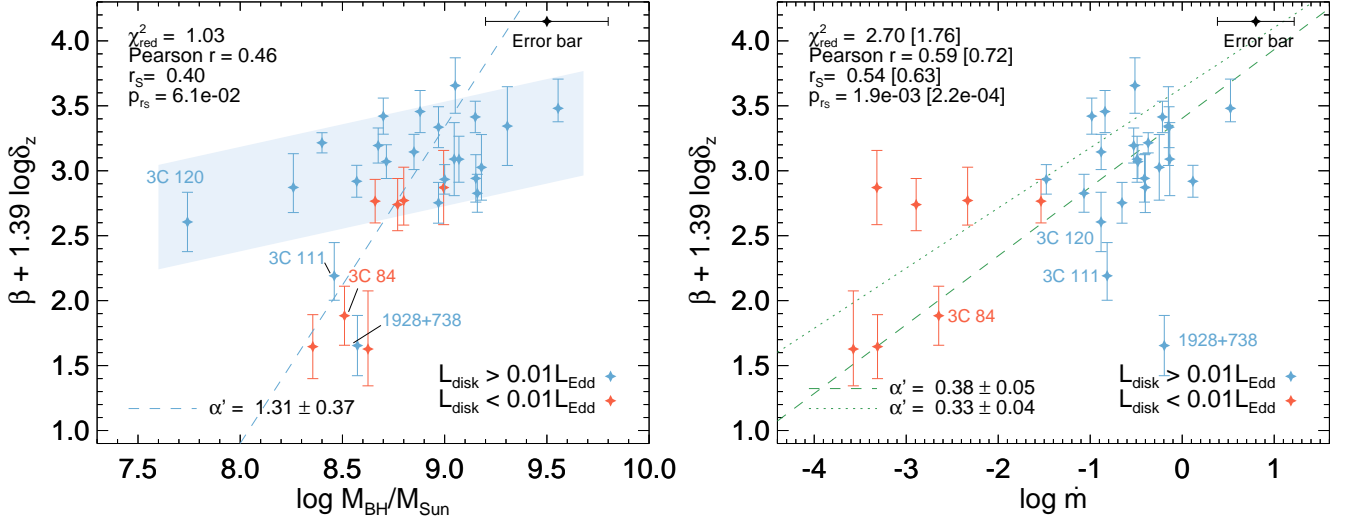 χ²red = 1.03
Pearson r = 0.46
rS= 0.40
prS = 6.1e-02
Error bar
3C 120
3C 111
3C 84
1928+738
Ldisk > 0.01LEdd
Ldisk < 0.01LEdd
α’ = 1.31 ± 0.37
4.0
3.5
3.0
2.5
2.0
1.5
1.0
β + 1.39 logδz
7.5
8.0
8.5
9.0
9.5
10.0
log MBH/MSun
χ²red = 2.70 [1.76]
Pearson r = 0.59 [0.72]
rS= 0.54 [0.63]
prS = 1.9e-03 [2.2e-04]
Error bar
3C 120
3C 111
3C 84
1928+738
Ldisk > 0.01LEdd
Ldisk < 0.01LEdd
α’ = 0.38 ± 0.05
α’ = 0.33 ± 0.04
4.0
3.5
3.0
2.5
2.0
1.5
1.0
β + 1.39 logδz
-4
-3
-2
-1
0
1
log ṁ